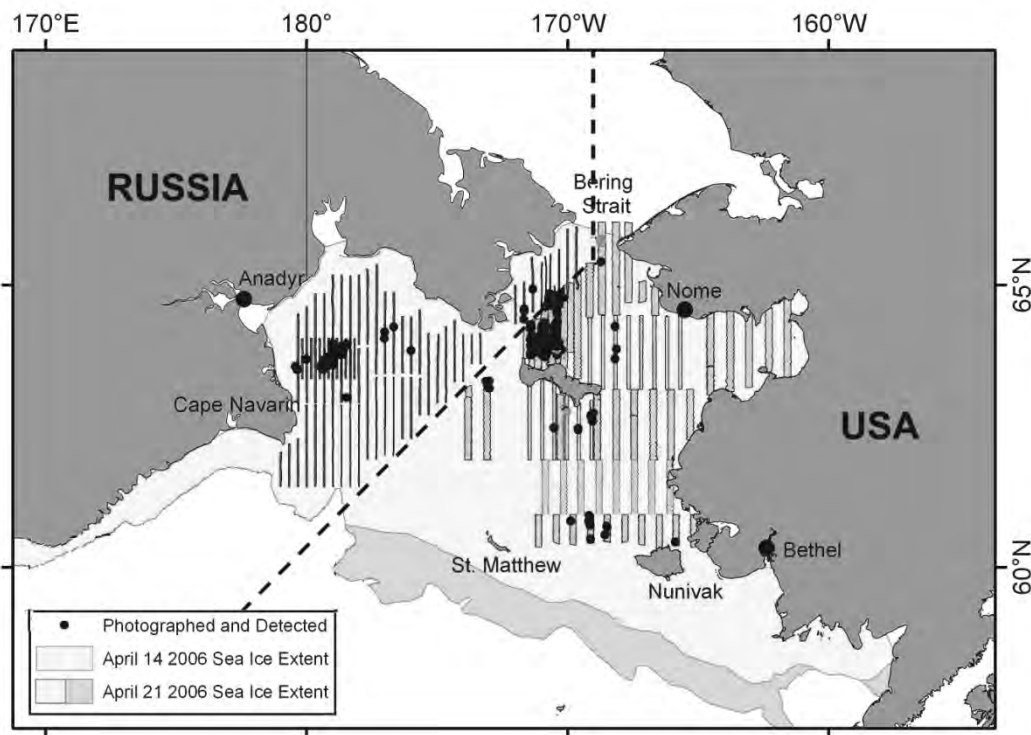 170°E
180°
170°W
160°W
RUSSIA
Bering
Strait
Anadyr
65°N
Nome
Cape Navarin
USA
St. Matthew
Bethel
60°N
Nunivak
Photographed and Detected
April 14 2006 Sea Ice Extent
April 21 2006 Sea Ice Extent